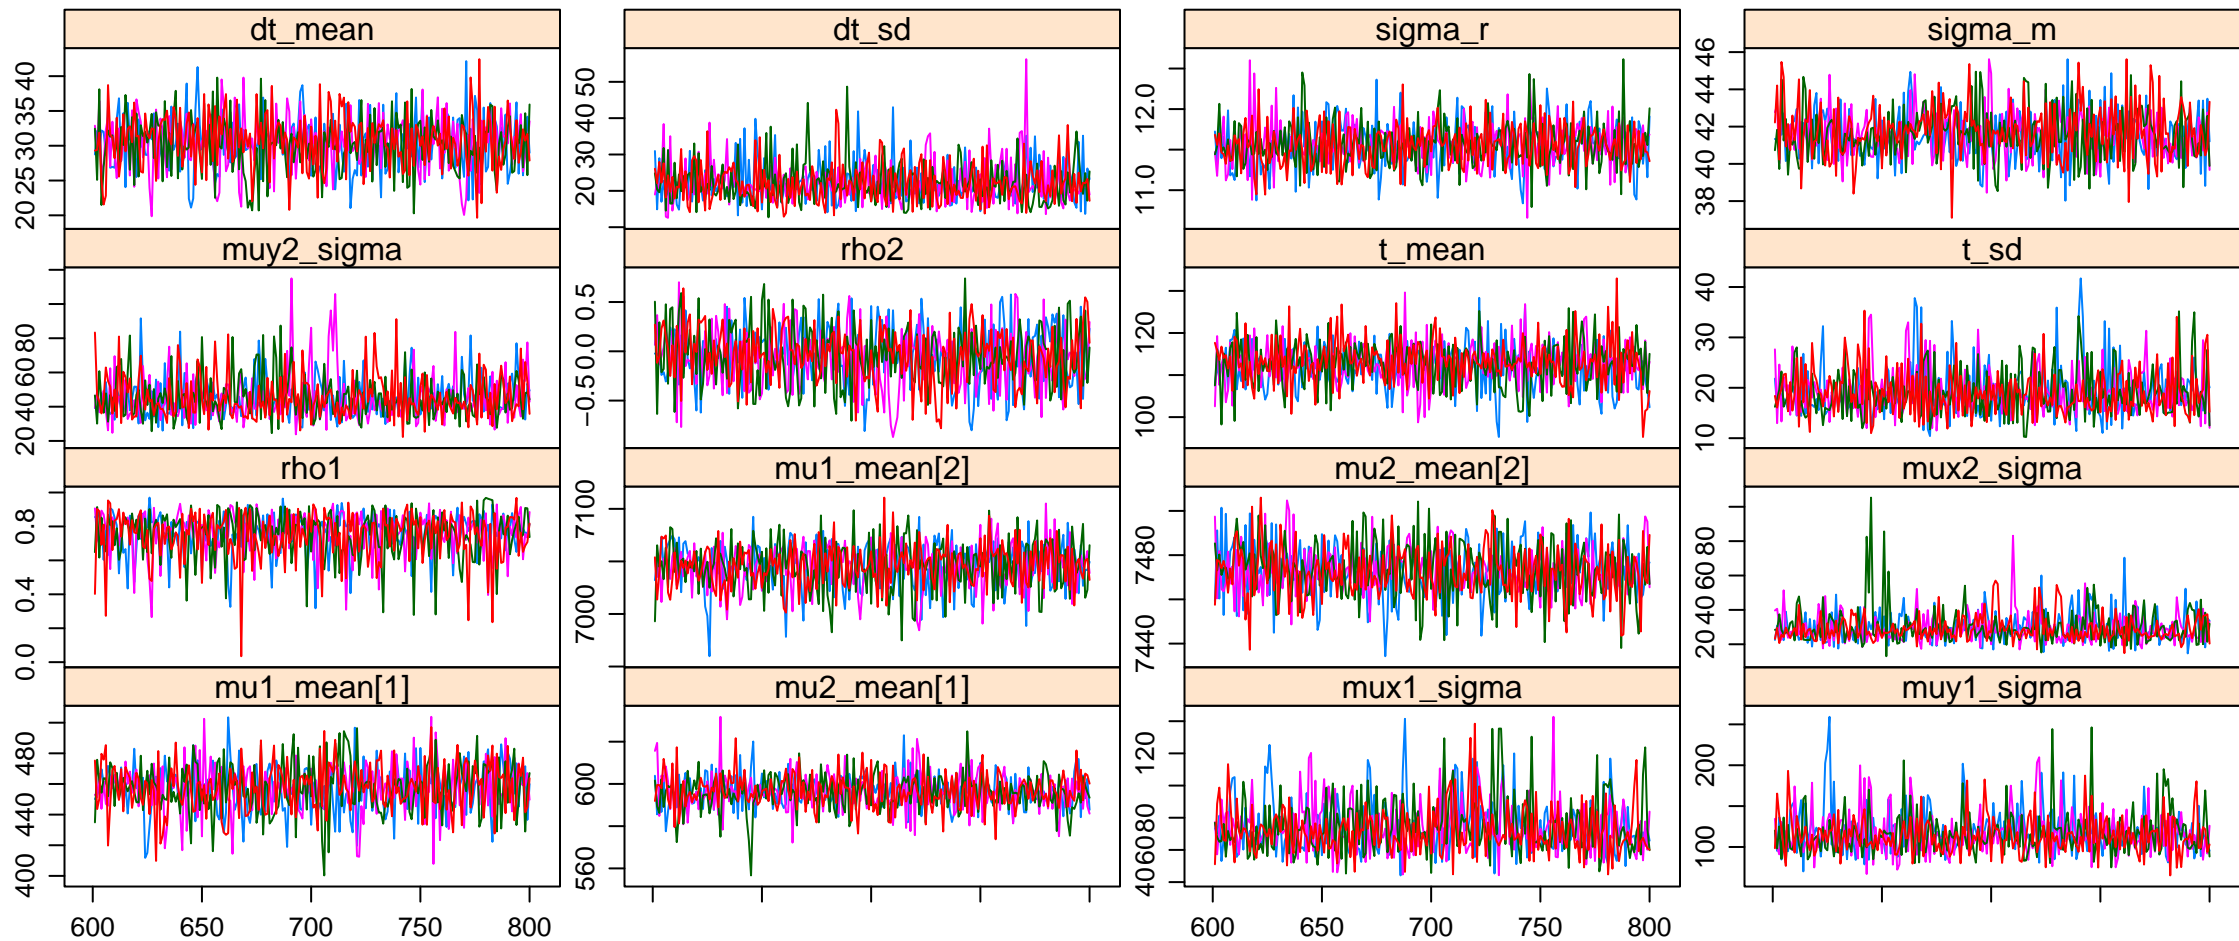 dt_mean dt_sd sigma_r sigma_m
20 25 30 35 40
20 30 40 50
11.0 12.0
38 40 42 44 46
muy2_sigma rho2 t_mean t_sd
20 40 60 80
−0.5 0.0 0.5
100 120
10 20 30 40
rho1 mu1_mean[2] mu2_mean[2] mux2_sigma
0.0 0.4 0.8
7000 7100
7440 7480
20 40 60 80
mu1_mean[1] mu2_mean[1] mux1_sigma muy1_sigma
400 440 480
560 600
40 60 80 120
100 200
600 650 700 750 800 600 650 700 750 800